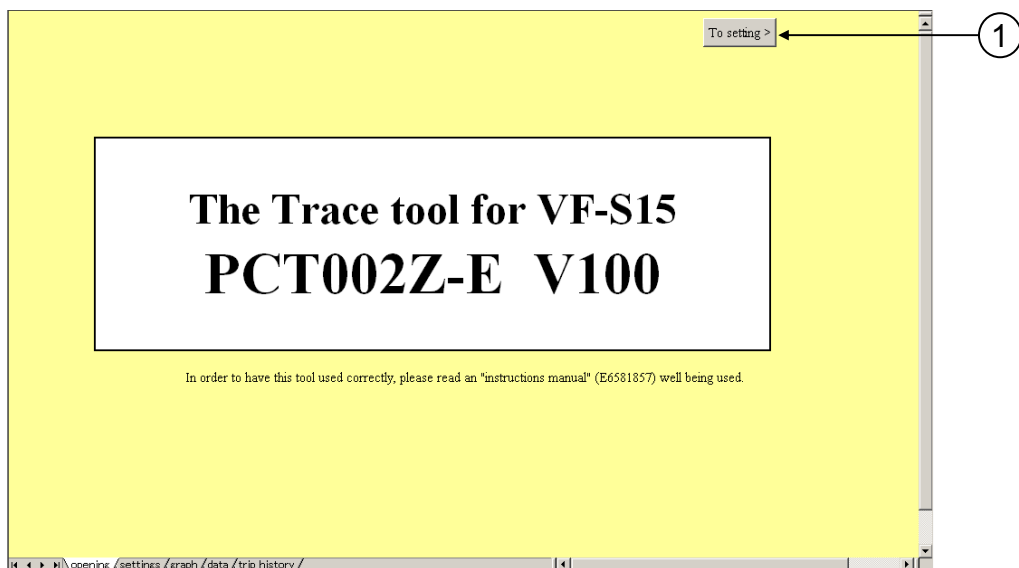 To setting >
1
The Trace tool for VF-S15
PCT002Z-E V100
In order to have this tool used correctly, please read an "instructions manual" (E6581857) well being used.
opening / settings / graph / data / trip history /